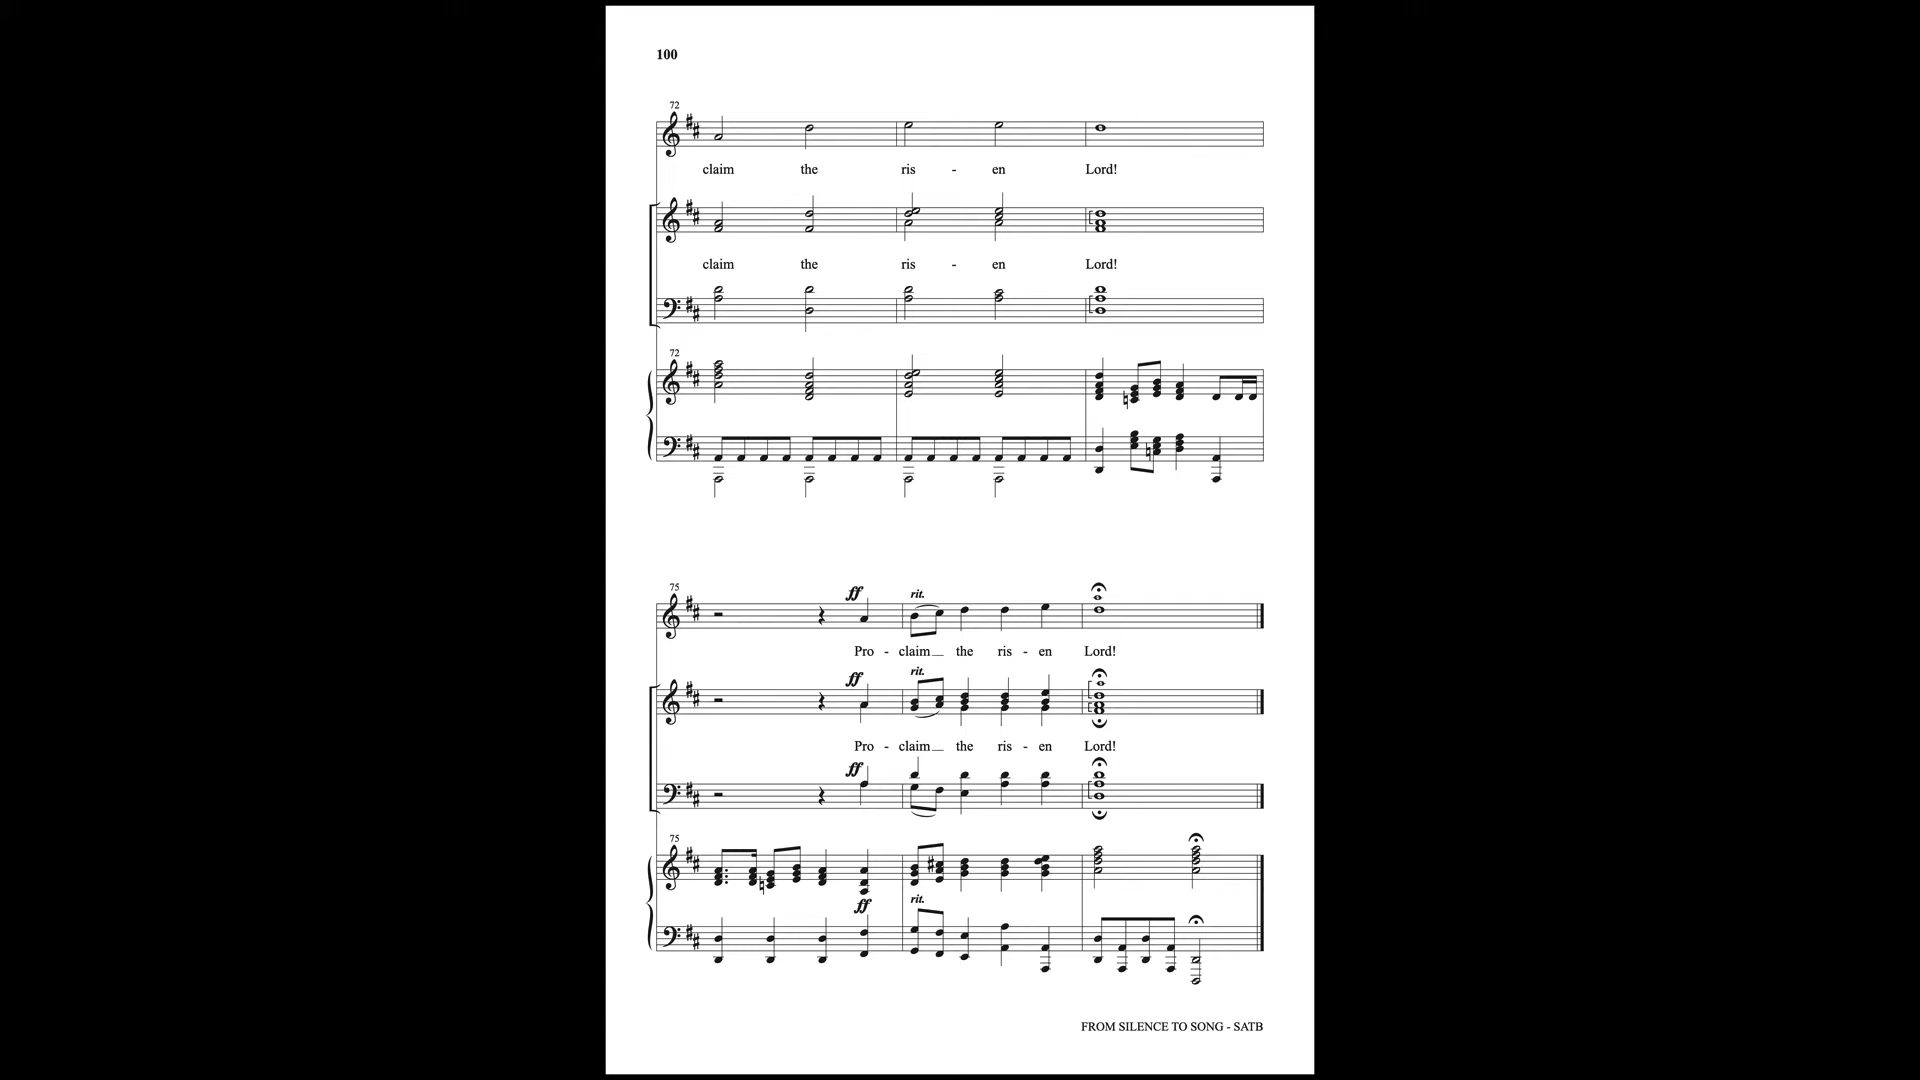 100
72
claim the ris - en Lord!
claim the ris - en Lord!
72
75
ff
rit.
Pro - claim the ris - en Lord!
rit.
ff
Pro - claim the ris - en Lord!
ff
75
ff
rit.
FROM SILENCE TO SONG - SATB